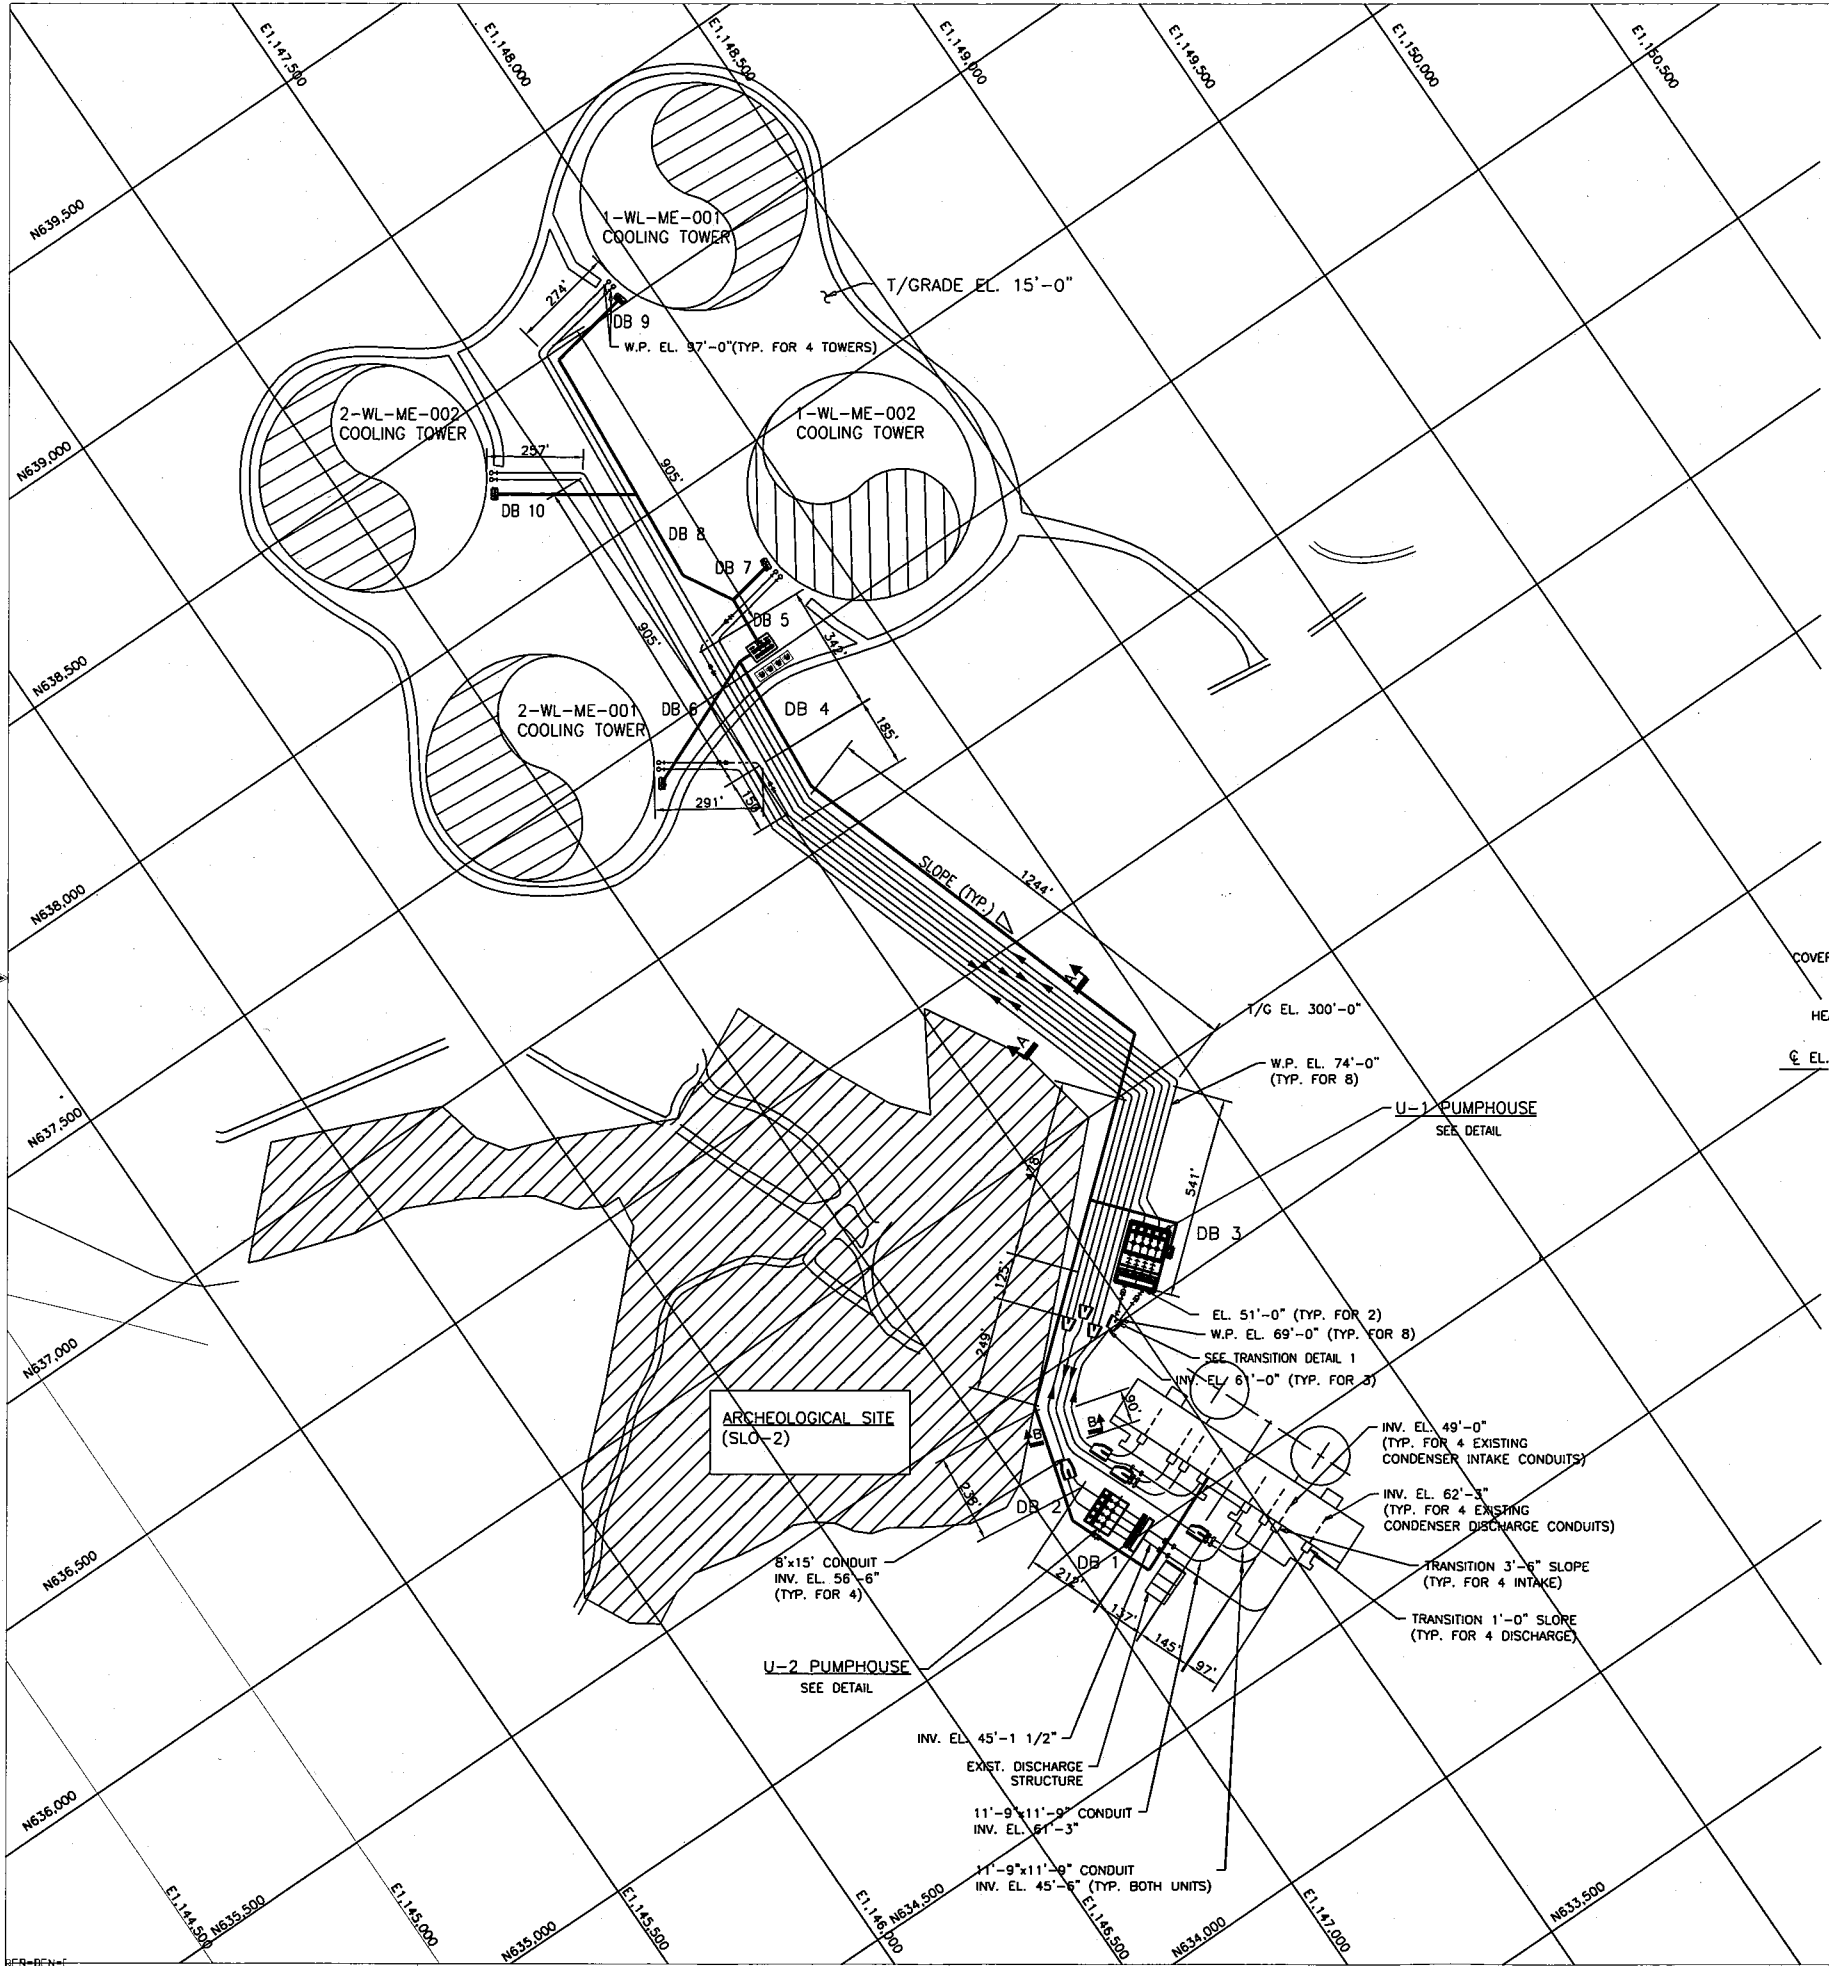 E1,147,500
E1,148,000
E1,148,500
E1,149,000
E1,149,500
E1,150,000
E1,150,500
N639,500
1-WL-ME-001
COOLING TOWER
T/GRADE EL. 15'-0"
274'
DB 9
W.P. EL. 97'-0"(TYP. FOR 4 TOWERS)
2-WL-ME-002
COOLING TOWER
1-WL-ME-002
COOLING TOWER
N639,000
257'
905'
DB 10
DB 8
DB 7
DB 5
905'
342'
N638,500
2-WL-ME-001
COOLING TOWER
DB 6
DB 4
185'
291'
150'
SLOPE (TYP.)
1244'
N638,000
COVER
A
T/G EL. 300'-0"
A
W.P. EL. 74'-0"
(TYP. FOR 8)
℄ EL.
U-1 PUMPHOUSE
SEE DETAIL
N637,500
478'
541'
DB 3
125'
EL. 51'-0" (TYP. FOR 2)
W.P. EL. 69'-0" (TYP. FOR 8)
249'
SEE TRANSITION DETAIL 1
INV. EL. 61'-0" (TYP. FOR 3)
N637,000
90'
ARCHEOLOGICAL SITE
(SLO-2)
B
B
INV. EL. 49'-0"
(TYP. FOR 4 EXISTING
CONDENSER INTAKE CONDUITS)
INV. EL. 62'-3"
(TYP. FOR 4 EXISTING
CONDENSER DISCHARGE CONDUITS)
DB 2
8'x15' CONDUIT
INV. EL. 56'-6"
(TYP. FOR 4)
DB 1
N636,500
TRANSITION 3'-6" SLOPE
(TYP. FOR 4 INTAKE)
137'
TRANSITION 1'-0" SLOPE
(TYP. FOR 4 DISCHARGE)
145'
97'
U-2 PUMPHOUSE
SEE DETAIL
INV. EL. 45'-1 1/2"
EXIST. DISCHARGE
STRUCTURE
N636,000
11'-9"x11'-9" CONDUIT
INV. EL. 61'-3"
11'-9"x11'-9" CONDUIT
INV. EL. 45'-6" (TYP. BOTH UNITS)
E1,144,500
N635,500
E1,145,000
N635,000
E1,145,500
E1,146,000
N634,500
E1,146,500
N634,000
E1,147,000
N633,500